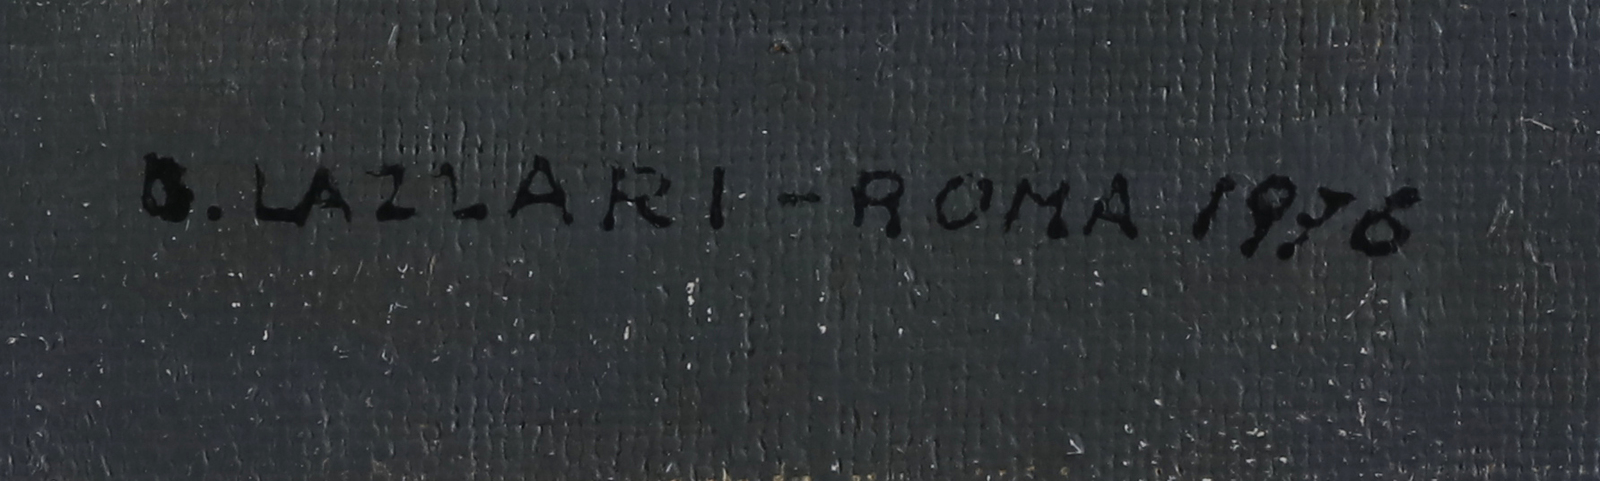 B. LAZZARI - ROMA 1976